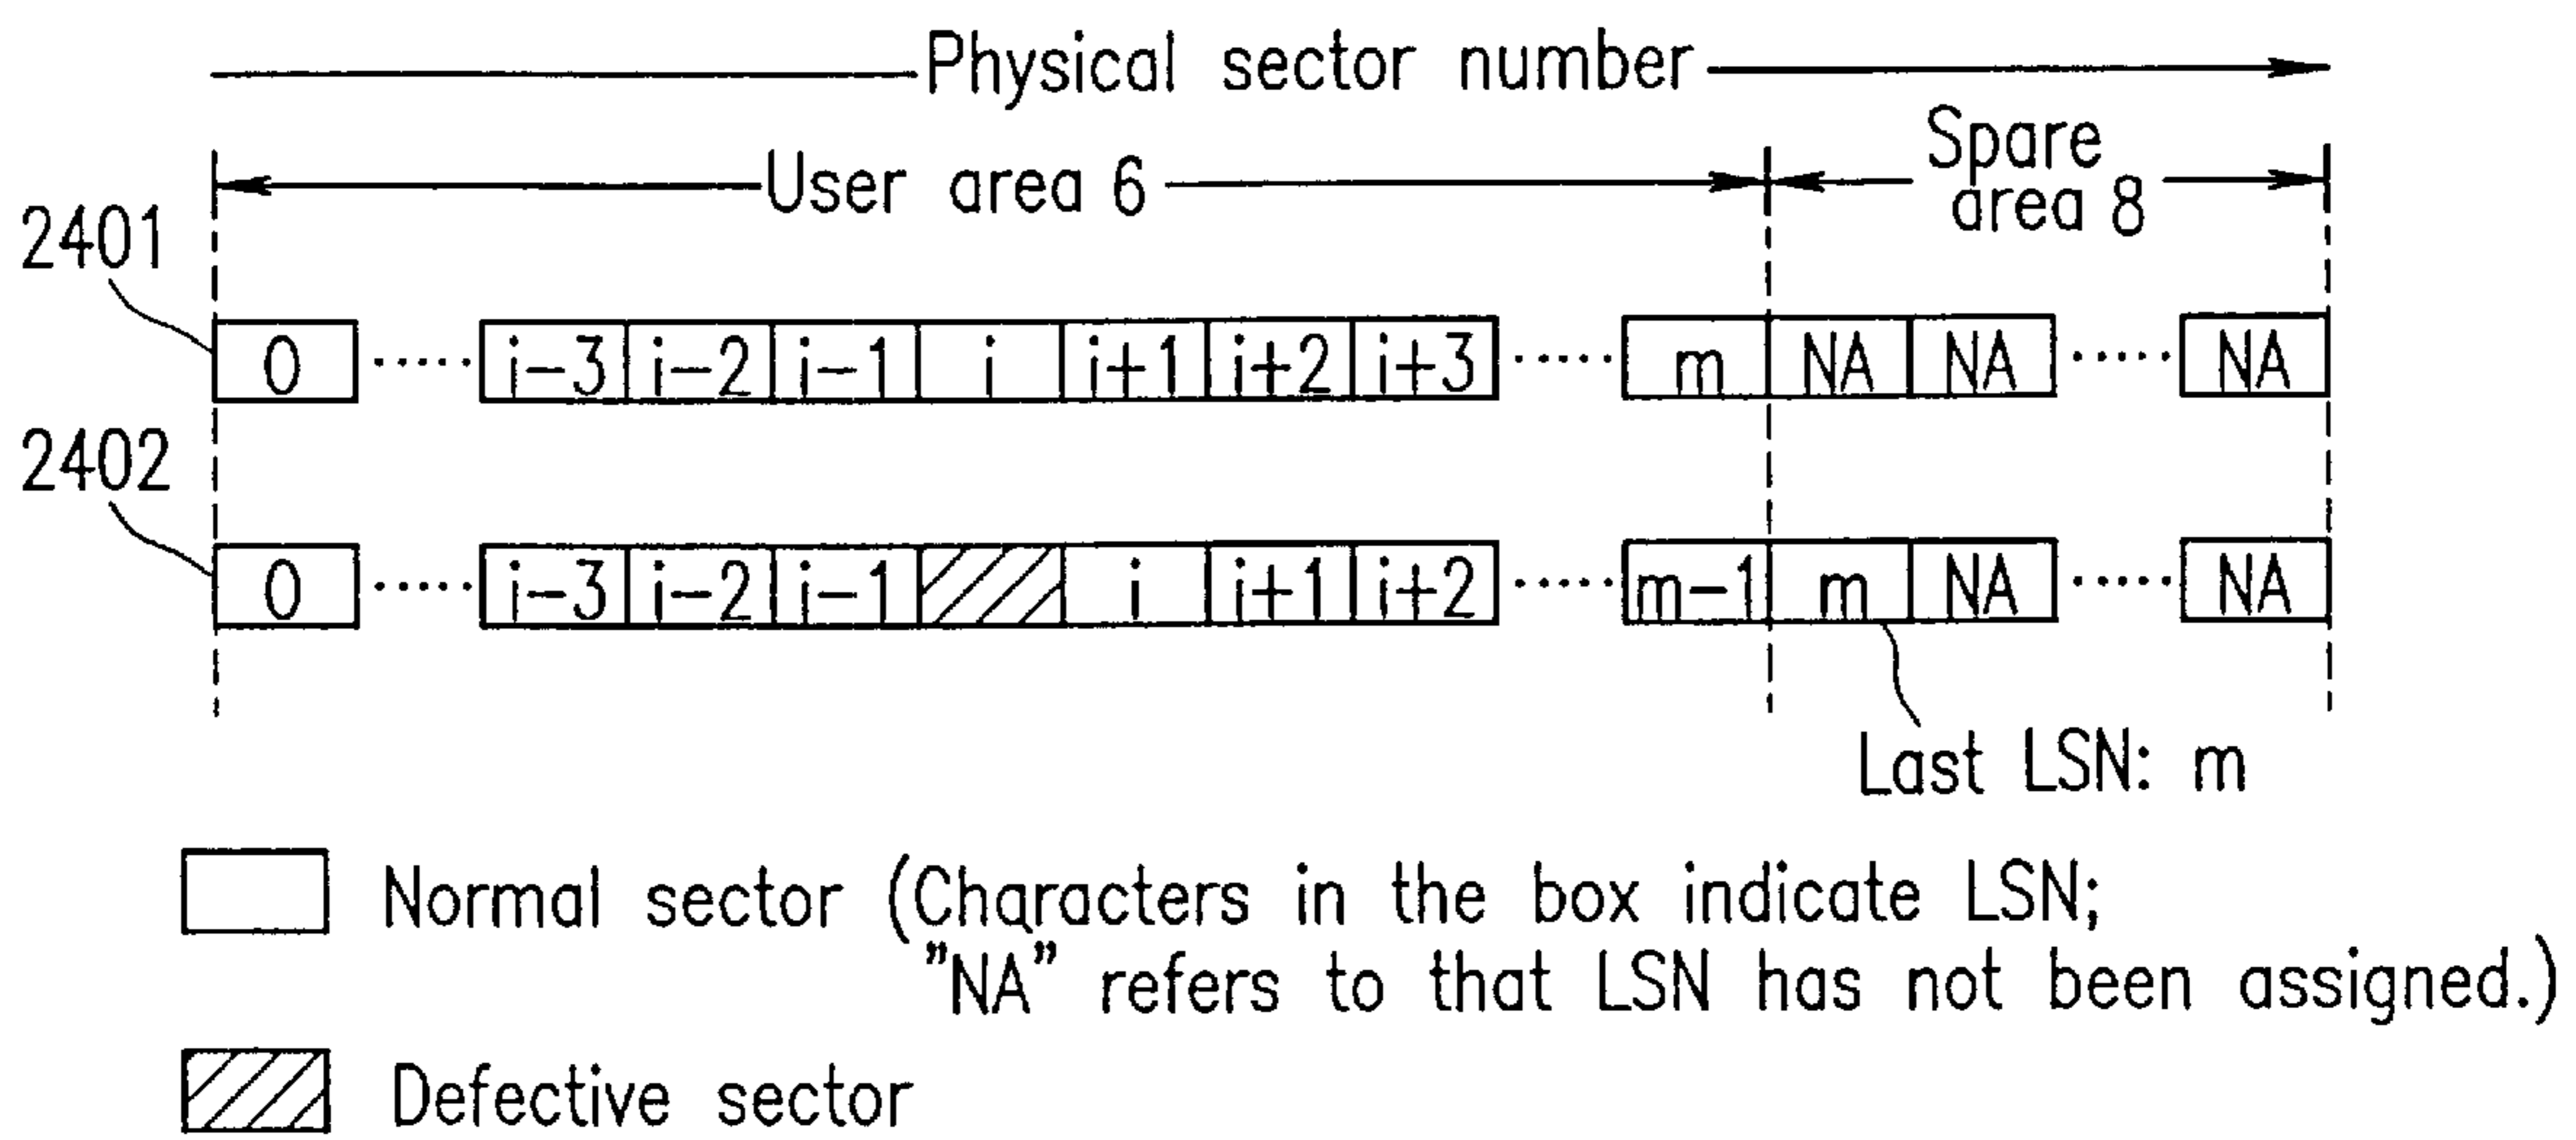 Physical sector number
User area 6
Spare
area 8
2401
0 ····· i-3 i-2 i-1 i i+1 i+2 i+3 ····· m NA NA ····· NA
2402
0 ····· i-3 i-2 i-1 i i+1 i+2 ····· m-1 m NA ····· NA
Last LSN: m
Normal sector (Characters in the box indicate LSN;
"NA" refers to that LSN has not been assigned.)
Defective sector